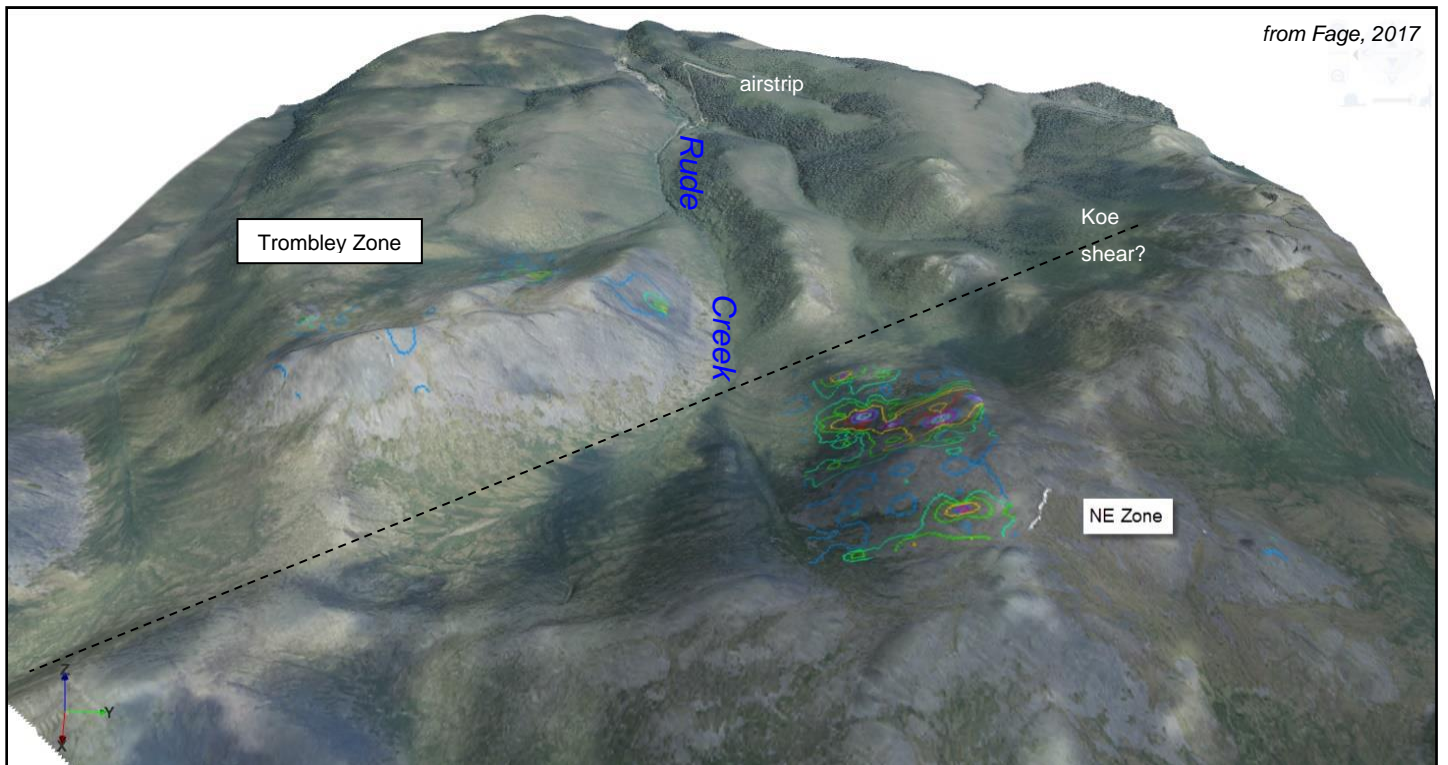 from Fage, 2017
airstrip
Rude
Trombley Zone
Koe
shear?
Creek
NE Zone
Z
Y
X